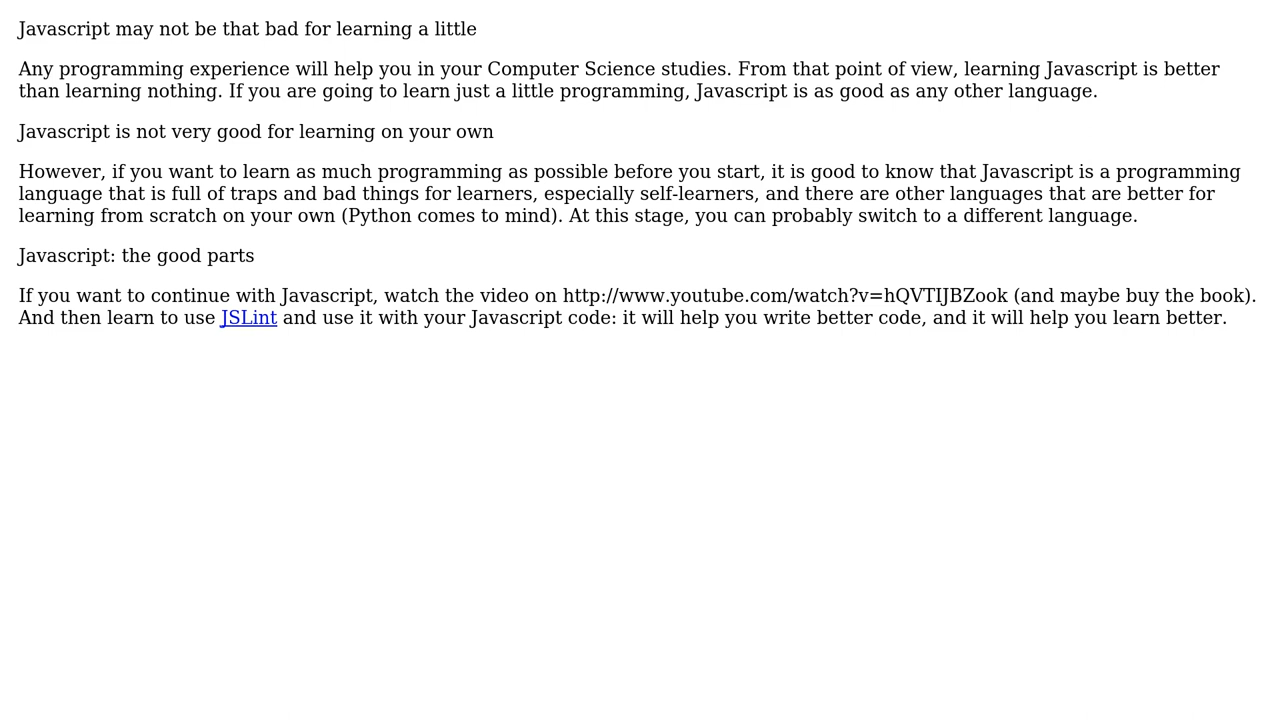 Javascript may not be that bad for learning a little
Any programming experience will help you in your Computer Science studies. From that point of view, learning Javascript is better
than learning nothing. If you are going to learn just a little programming, Javascript is as good as any other language.
Javascript is not very good for learning on your own
However, if you want to learn as much programming as possible before you start, it is good to know that Javascript is a programming
language that is full of traps and bad things for learners, especially self-learners, and there are other languages that are better for
learning from scratch on your own (Python comes to mind). At this stage, you can probably switch to a different language.
Javascript: the good parts
If you want to continue with Javascript, watch the video on http://www.youtube.com/watch?v=hQVTIJBZook (and maybe buy the book).
And then learn to use JSLint and use it with your Javascript code: it will help you write better code, and it will help you learn better.